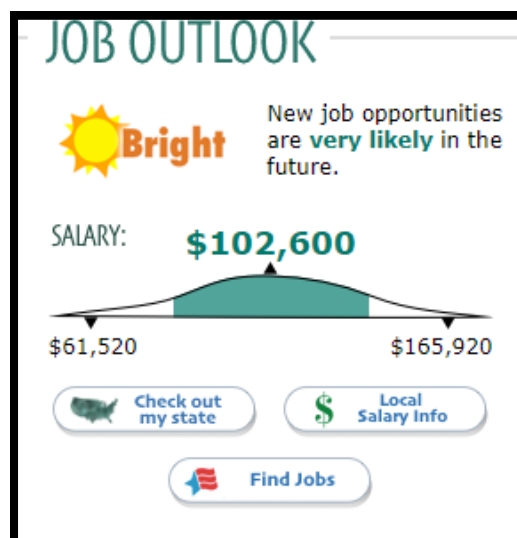 JOB OUTLOOK
Bright
New job opportunities
are very likely in the
future.
SALARY:
$102,600
$61,520
$165,920
Check out
my state
$
Local
Salary Info
Find Jobs